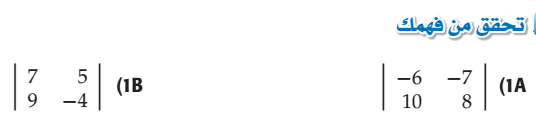 تحقق من فهمك
(1A | −6 −7 |
| 10 8 |
(1B | 7 5 |
| 9 −4 |